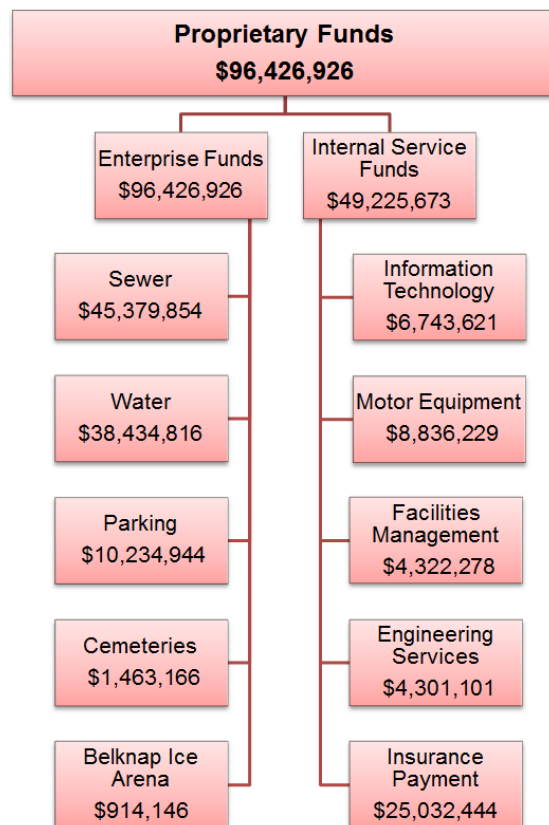 Proprietary Funds
$96,426,926
Enterprise Funds
$96,426,926
Internal Service
Funds
$49,225,673
Sewer
$45,379,854
Water
$38,434,816
Parking
$10,234,944
Cemeteries
$1,463,166
Belknap Ice
Arena
$914,146
Information
Technology
$6,743,621
Motor Equipment
$8,836,229
Facilities
Management
$4,322,278
Engineering
Services
$4,301,101
Insurance
Payment
$25,032,444